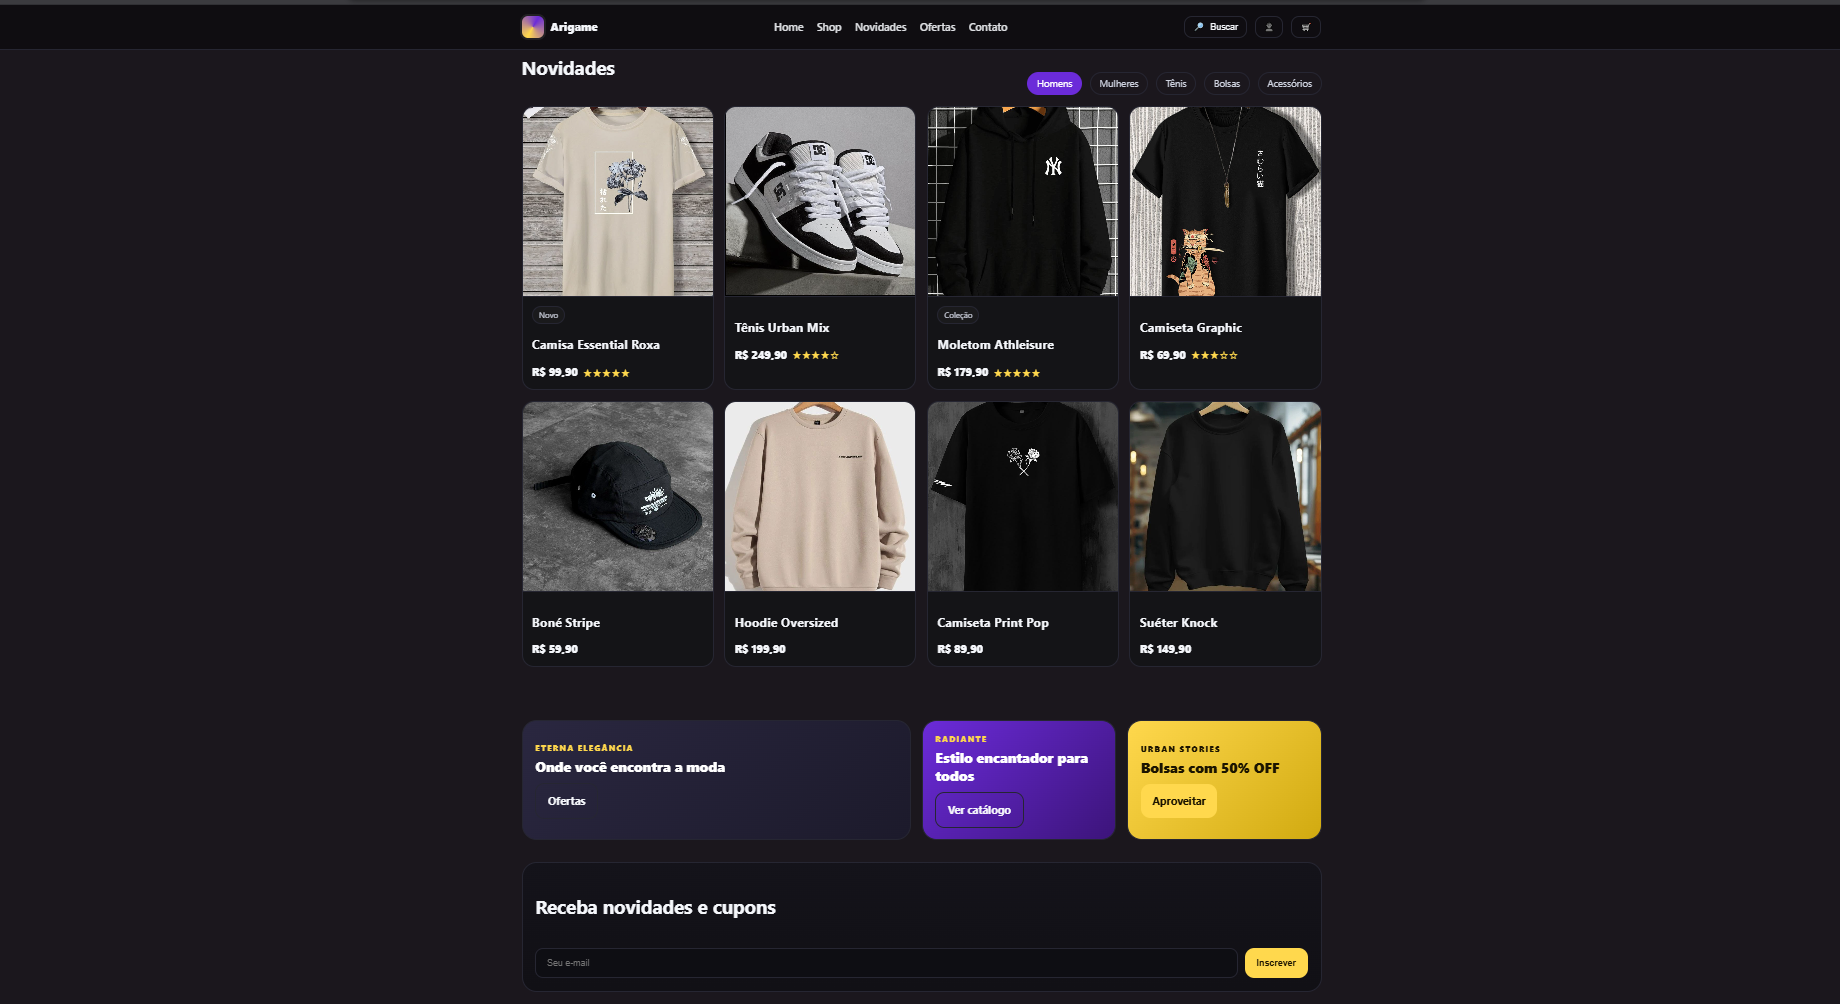 Arigame
Home Shop Novidades Ofertas Contato
Buscar
Novidades
Homens Mulheres Tênis Bolsas Acessórios
Novo
Camisa Essential Roxa
R$ 99,90 ★★★★★
Tênis Urban Mix
R$ 249,90 ★★★★☆
Coleção
Moletom Athleisure
R$ 179,90 ★★★★★
Camiseta Graphic
R$ 69,90 ★★★☆☆
Boné Stripe
R$ 59,90
Hoodie Oversized
R$ 199,90
Camiseta Print Pop
R$ 89,90
Suéter Knock
R$ 149,90
ETERNA ELEGÂNCIA
Onde você encontra a moda
Ofertas
RADIANTE
Estilo encantador para
todos
Ver catálogo
URBAN STORIES
Bolsas com 50% OFF
Aproveitar
Receba novidades e cupons
Seu e-mail
Inscrever